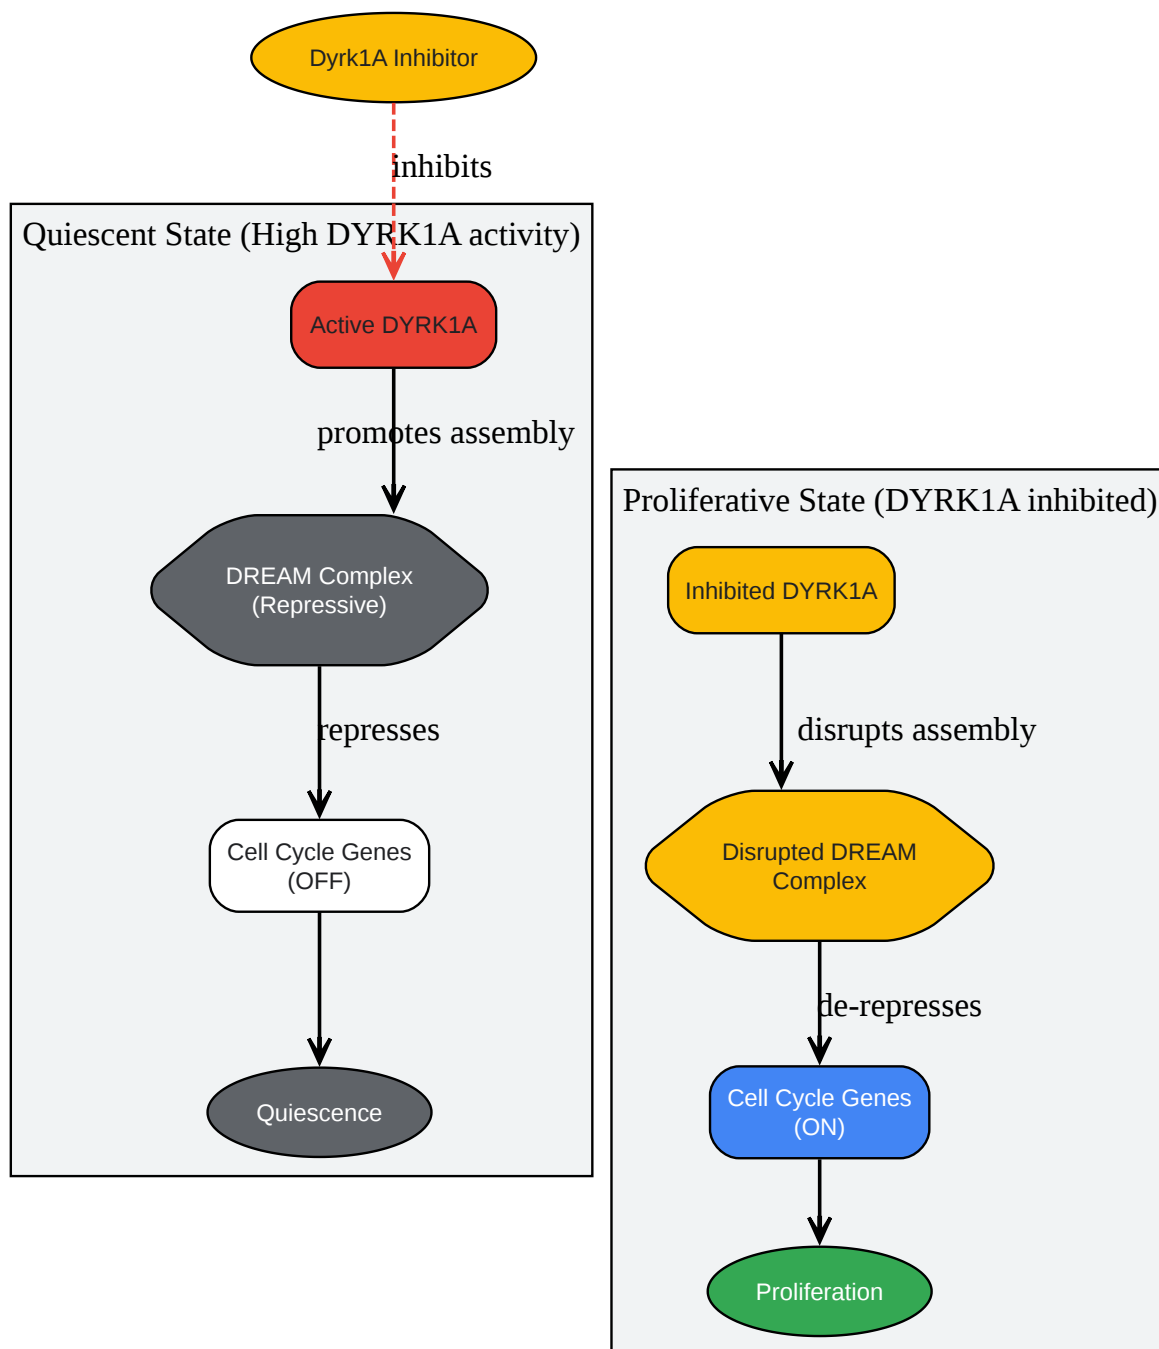 Dyrk1A Inhibitor
inhibits
Quiescent State (High DYRK1A activity)
Active DYRK1A
promotes assembly
DREAM Complex
(Repressive)
represses
Cell Cycle Genes
(OFF)
Quiescence
Proliferative State (DYRK1A inhibited)
Inhibited DYRK1A
disrupts assembly
Disrupted DREAM
Complex
de-represses
Cell Cycle Genes
(ON)
Proliferation